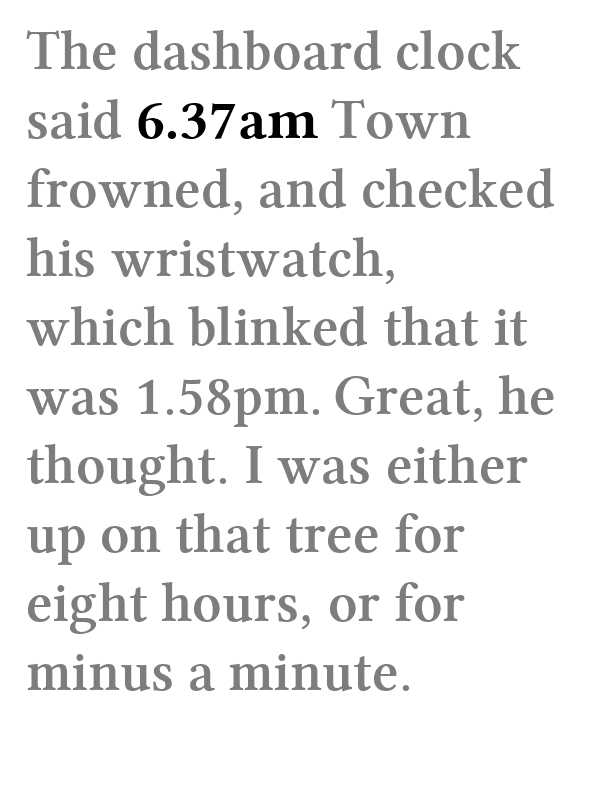 The dashboard clock
said 6.37am Town
frowned, and checked
his wristwatch,
which blinked that it
was 1.58pm. Great, he
thought. I was either
up on that tree for
eight hours, or for
minus a minute.